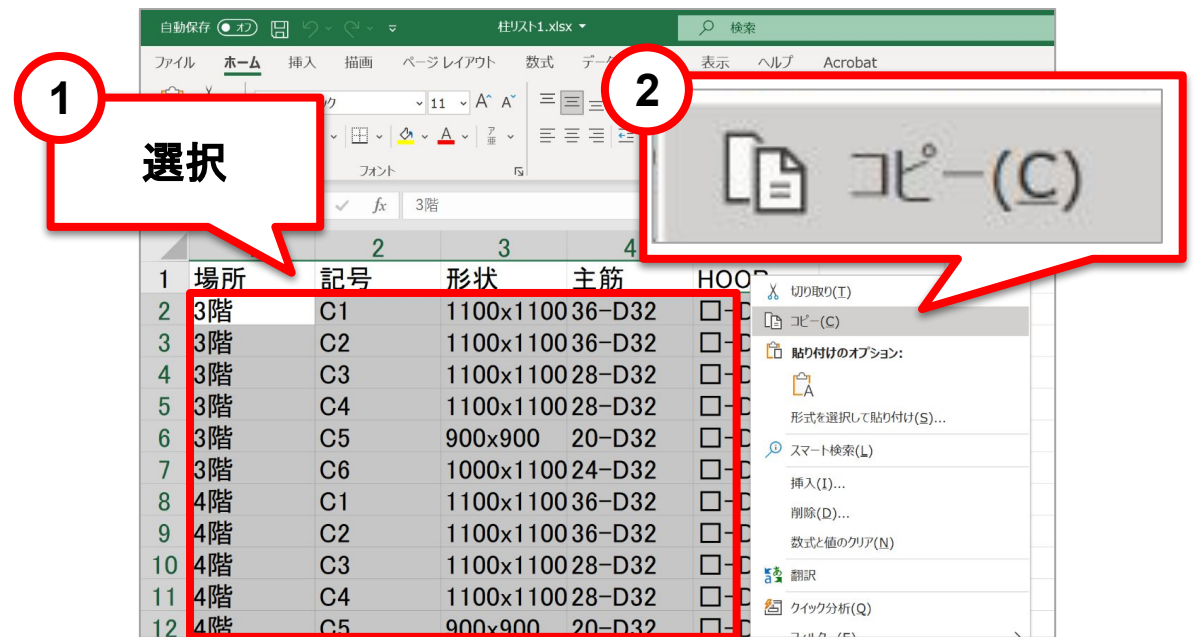 自動保存 オフ 柱リスト1.xlsx 検索
ファイル ホーム 挿入 描画 ページ レイアウト 数式 表示 ヘルプ Acrobat
1
選択
2
コピー(C)
11 A A
A ア 亜
フォント
fx 3階
2 3 4
1 場所 記号 形状 主筋
2 3階 C1 1100x1100 36-D32 □-
3 3階 C2 1100x1100 36-D32 □-
4 3階 C3 1100x1100 28-D32 □-
5 3階 C4 1100x1100 28-D32 □-
6 3階 C5 900x900 20-D32 □-
7 3階 C6 1000x1100 24-D32 □-
8 4階 C1 1100x1100 36-D32 □-
9 4階 C2 1100x1100 36-D32 □-
10 4階 C3 1100x1100 28-D32 □-
11 4階 C4 1100x1100 28-D32 □-
12 4階 C5 900x900 20-D32 □-
切り取り(T)
コピー(C)
貼り付けのオプション:
形式を選択して貼り付け(S)...
スマート検索(L)
挿入(I)...
削除(D)...
数式と値のクリア(N)
翻訳
クイック分析(Q)